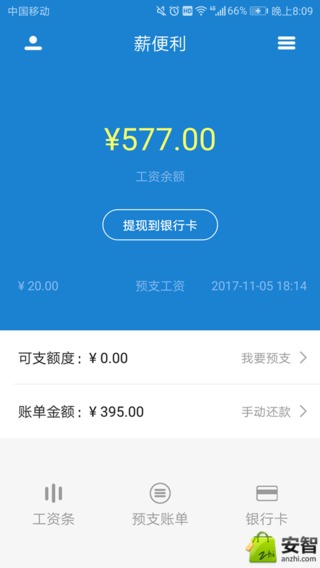 中国移动 HD 4G 66% 晚上8:09
薪便利
¥577.00
工资余额
提现到银行卡
¥ 20.00 预支工资 2017-11-05 18:14
可支额度：¥ 0.00 我要预支
账单金额：¥ 395.00 手动还款
工资条 预支账单 银行卡
zhi 安智
anzhi.com